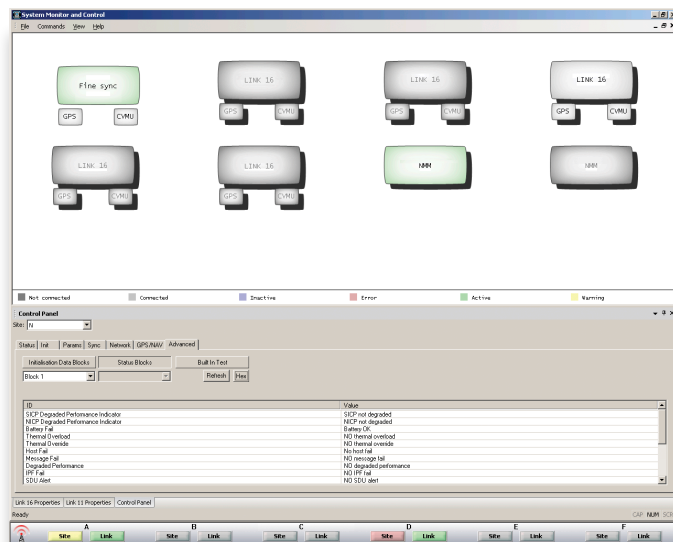 System Monitor and Control
File Commands View Help
Fine sync
GPS CVMU
LINK 16
GPS CVMU
LINK 16
GPS CVMU
LINK 16
GPS CVMU
LINK 16
GPS CVMU
LINK 16
GPS CVMU
NMM
NMM
Not connected Connected Inactive Error Active Warning
Control Panel
Site: N
Status Init Params Sync Network GPS/NAV Advanced
Initialisation Data Blocks Status Blocks Built In Test
Block 1 Refresh Hex
ID Value
SICP Degraded Performance Indicator SICP not degraded
NICP Degraded Performance Indicator NICP not degraded
Battery Fail Battery OK
Thermal Overload NO thermal overload
Thermal Override NO thermal override
Host Fail No host fail
Message Fail NO message fail
Degraded Performance NO degraded performance
IPF Fail NO IPF fail
SDU Alert NO SDU alert
Link 16 Properties Link 11 Properties Control Panel
Ready CAP NUM SCR
A B C D E F
Site Link Site Link Site Link Site Link Site Link Site Link